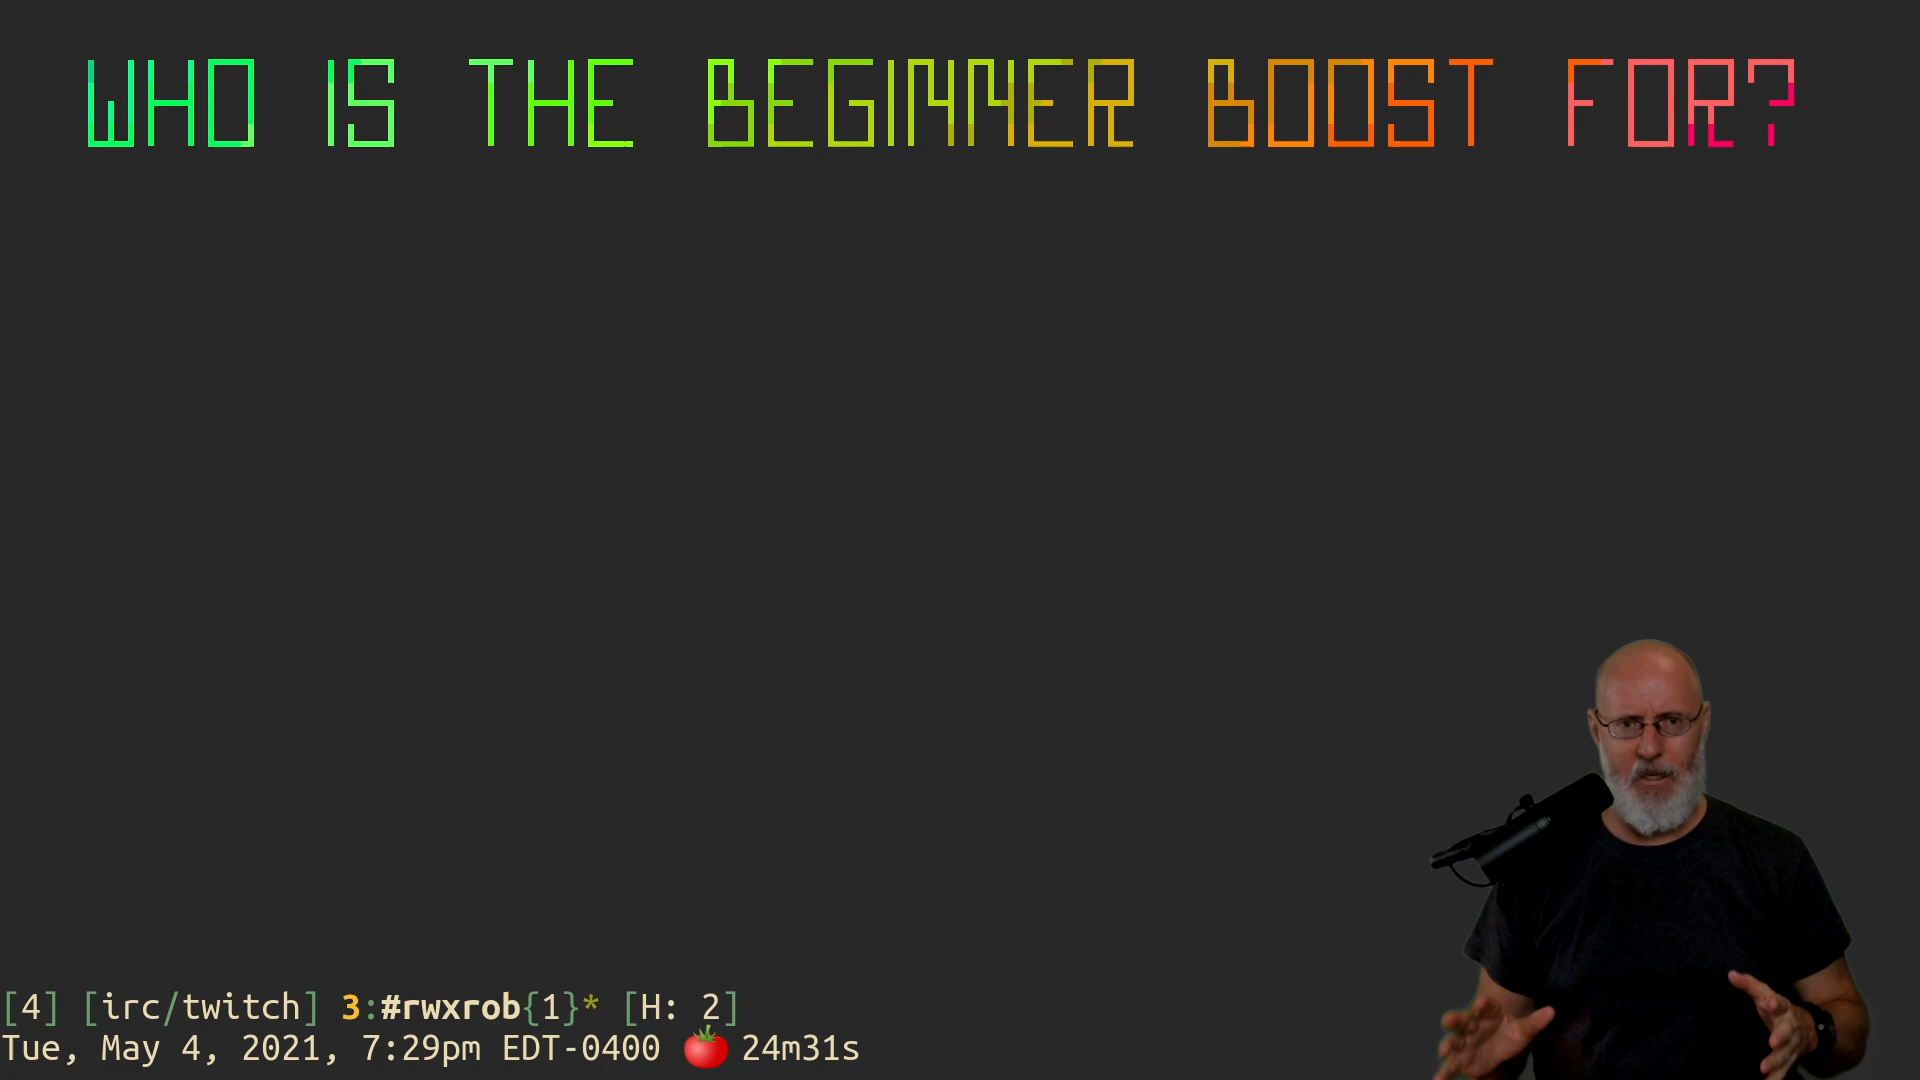 WHO IS THE BEGINNER BOOST FOR?
[4] [irc/twitch] 3:#rwxrob{1}* [H: 2]
Tue, May 4, 2021, 7:29pm EDT-0400 🍅 24m31s